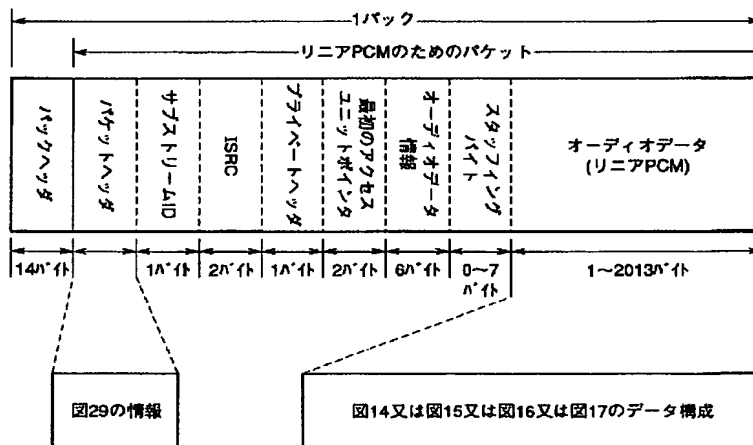 1パック
リニアPCMのためのパケット
パックヘッダ
パケットヘッダ
サブストリームID
ISRC
プライベートヘッダ
最初のアクセス
ユニットポインタ
オーディオデータ
情報
スタッフィング
バイト
オーディオデータ
(リニアPCM)
14バイト
1バイト
2バイト
1バイト
2バイト
6バイト
0〜7
バイト
1〜2013バイト
図29の情報
図14又は図15又は図16又は図17のデータ構成